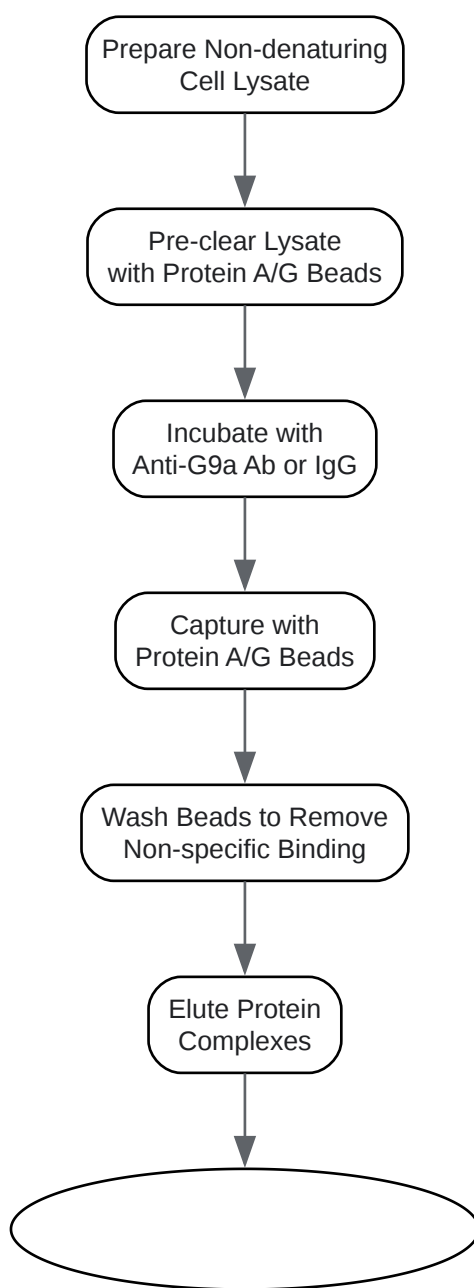 Prepare Non-denaturing
Cell Lysate
Pre-clear Lysate
with Protein A/G Beads
Incubate with
Anti-G9a Ab or IgG
Capture with
Protein A/G Beads
Wash Beads to Remove
Non-specific Binding
Elute Protein
Complexes